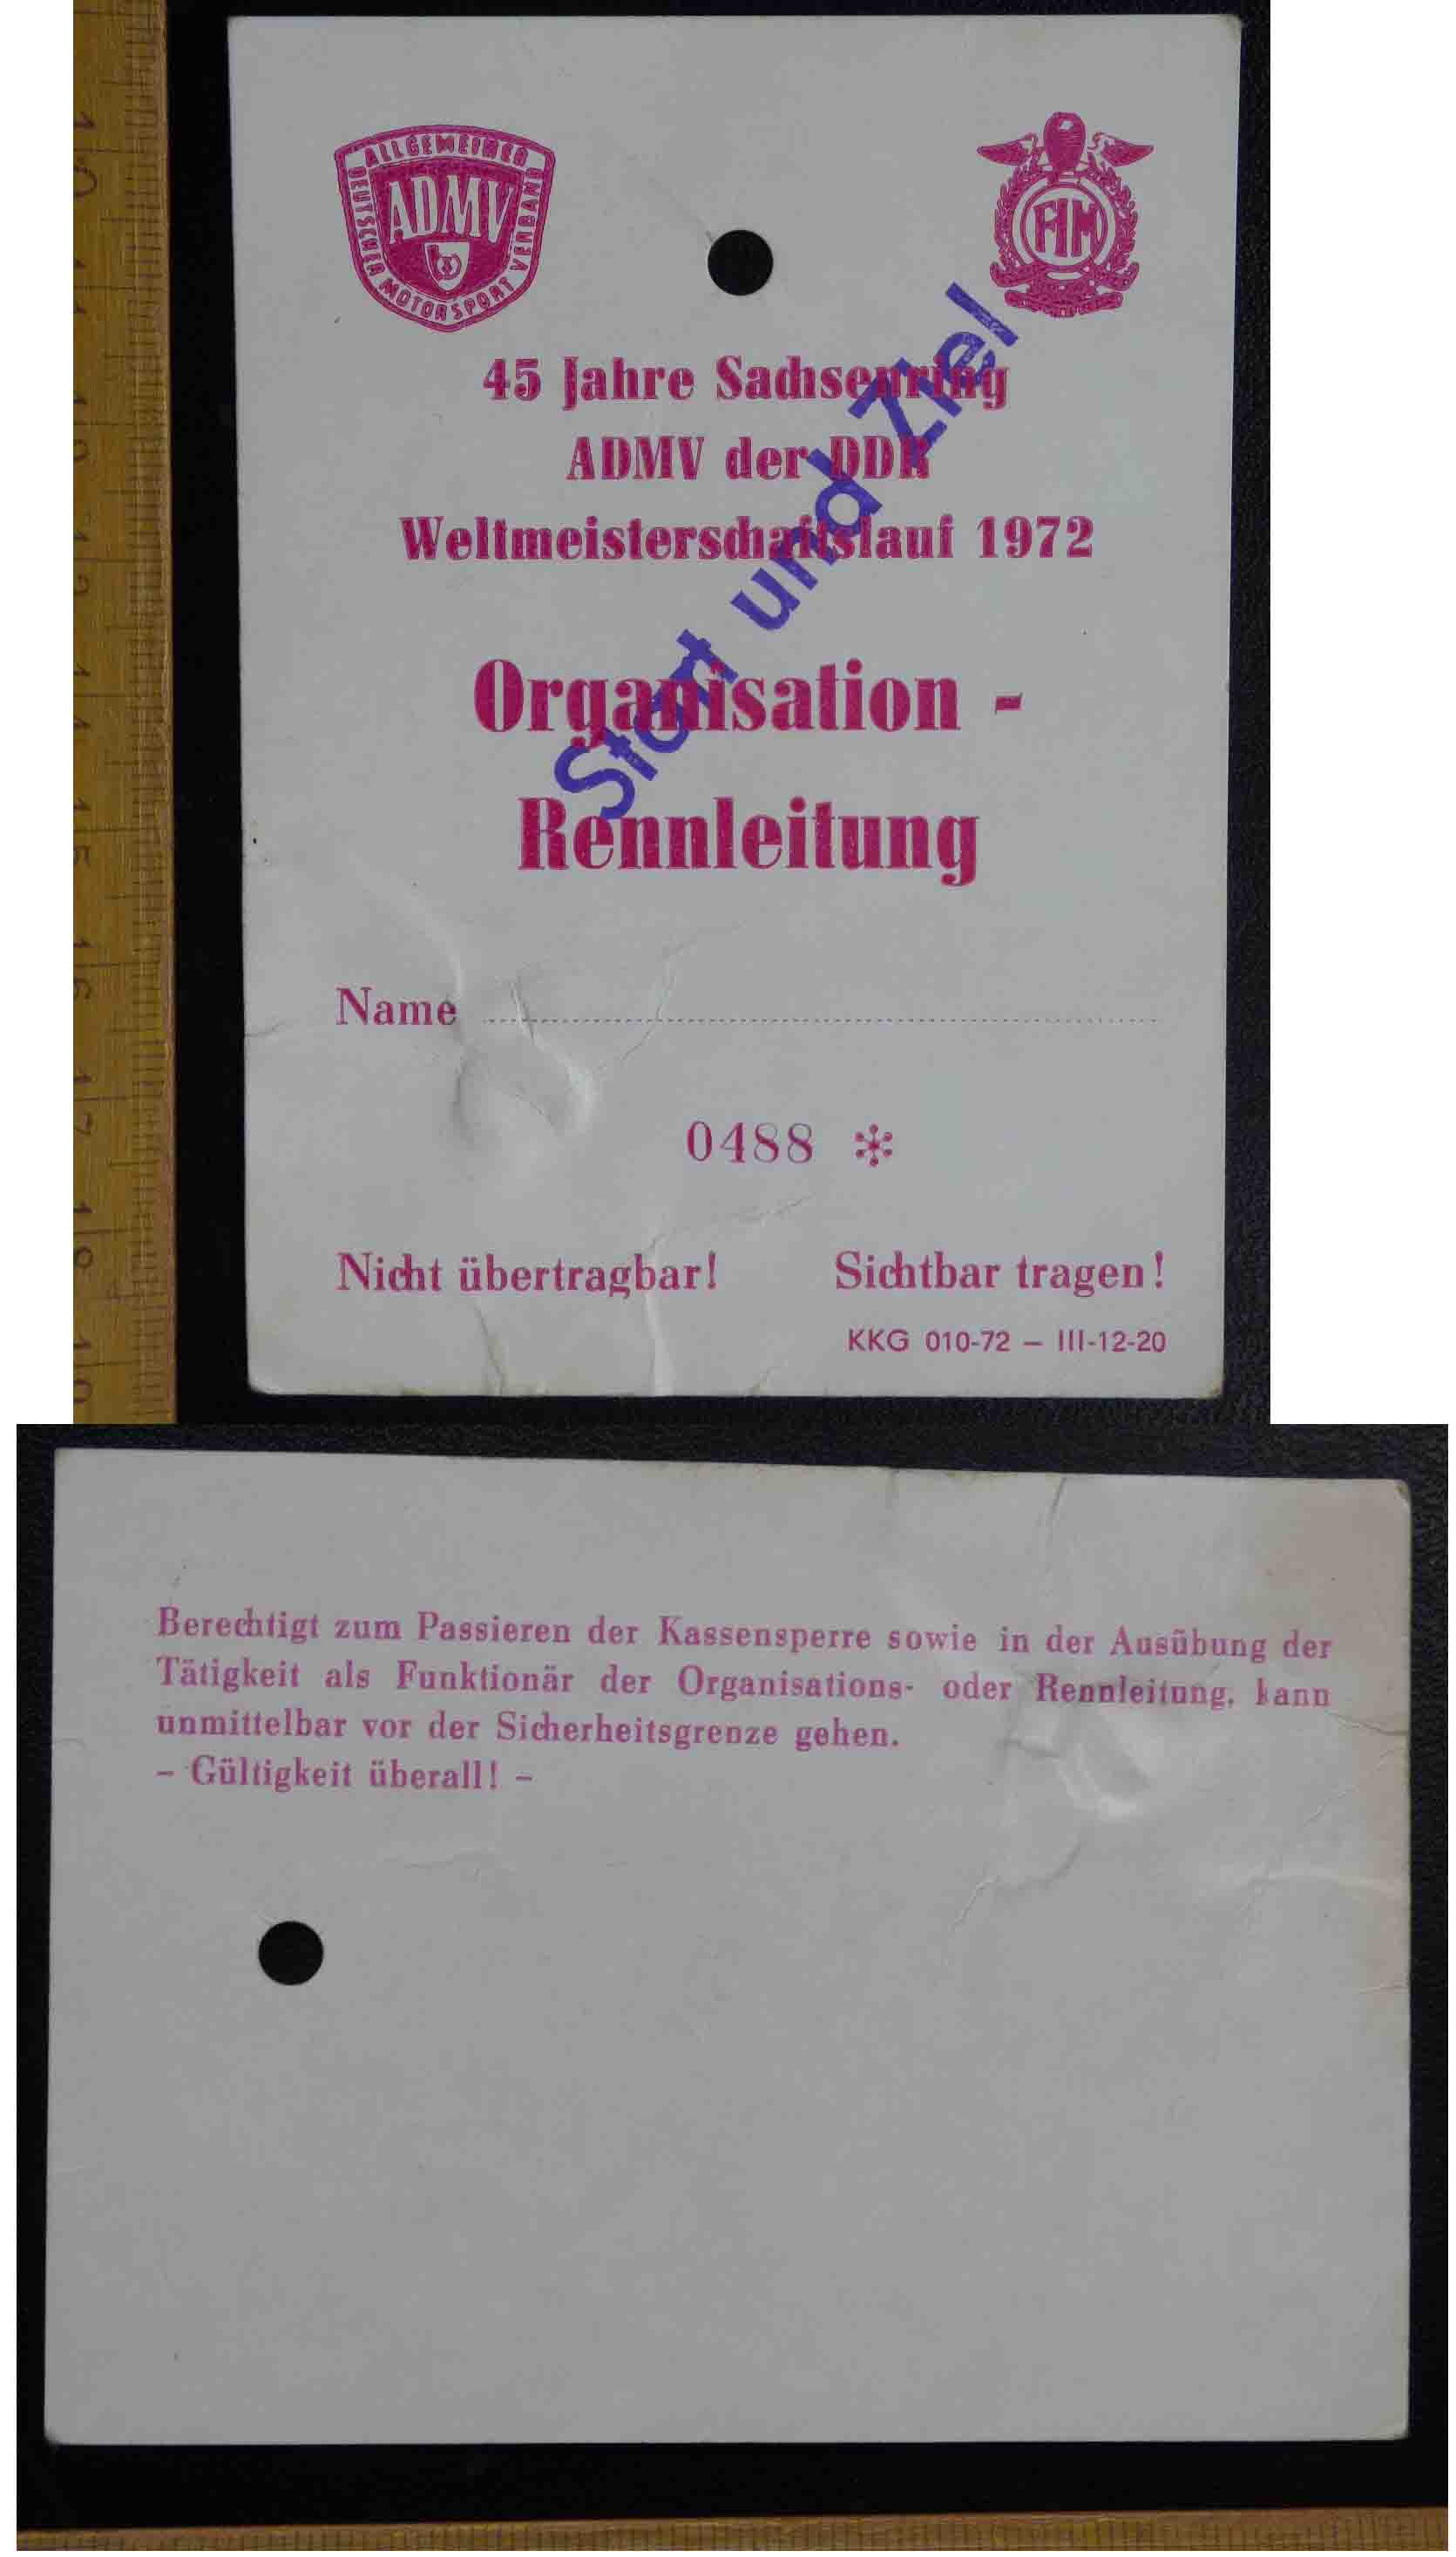 ALLGEMEINER
DEUTSCHER MOTORSPORT VERBAND
ADMV
FIM
45 Jahre Sachsenring
ADMV der DDR
Weltmeisterschaftslauf 1972
Start und Ziel
Organisation -
Rennleitung
Name
0488 *
Nicht übertragbar! Sichtbar tragen!
KKG 010-72 – III-12-20
Berechtigt zum Passieren der Kassensperre sowie in der Ausübung der
Tätigkeit als Funktionär der Organisations- oder Rennleitung, kann
unmittelbar vor der Sicherheitsgrenze gehen.
– Gültigkeit überall! –